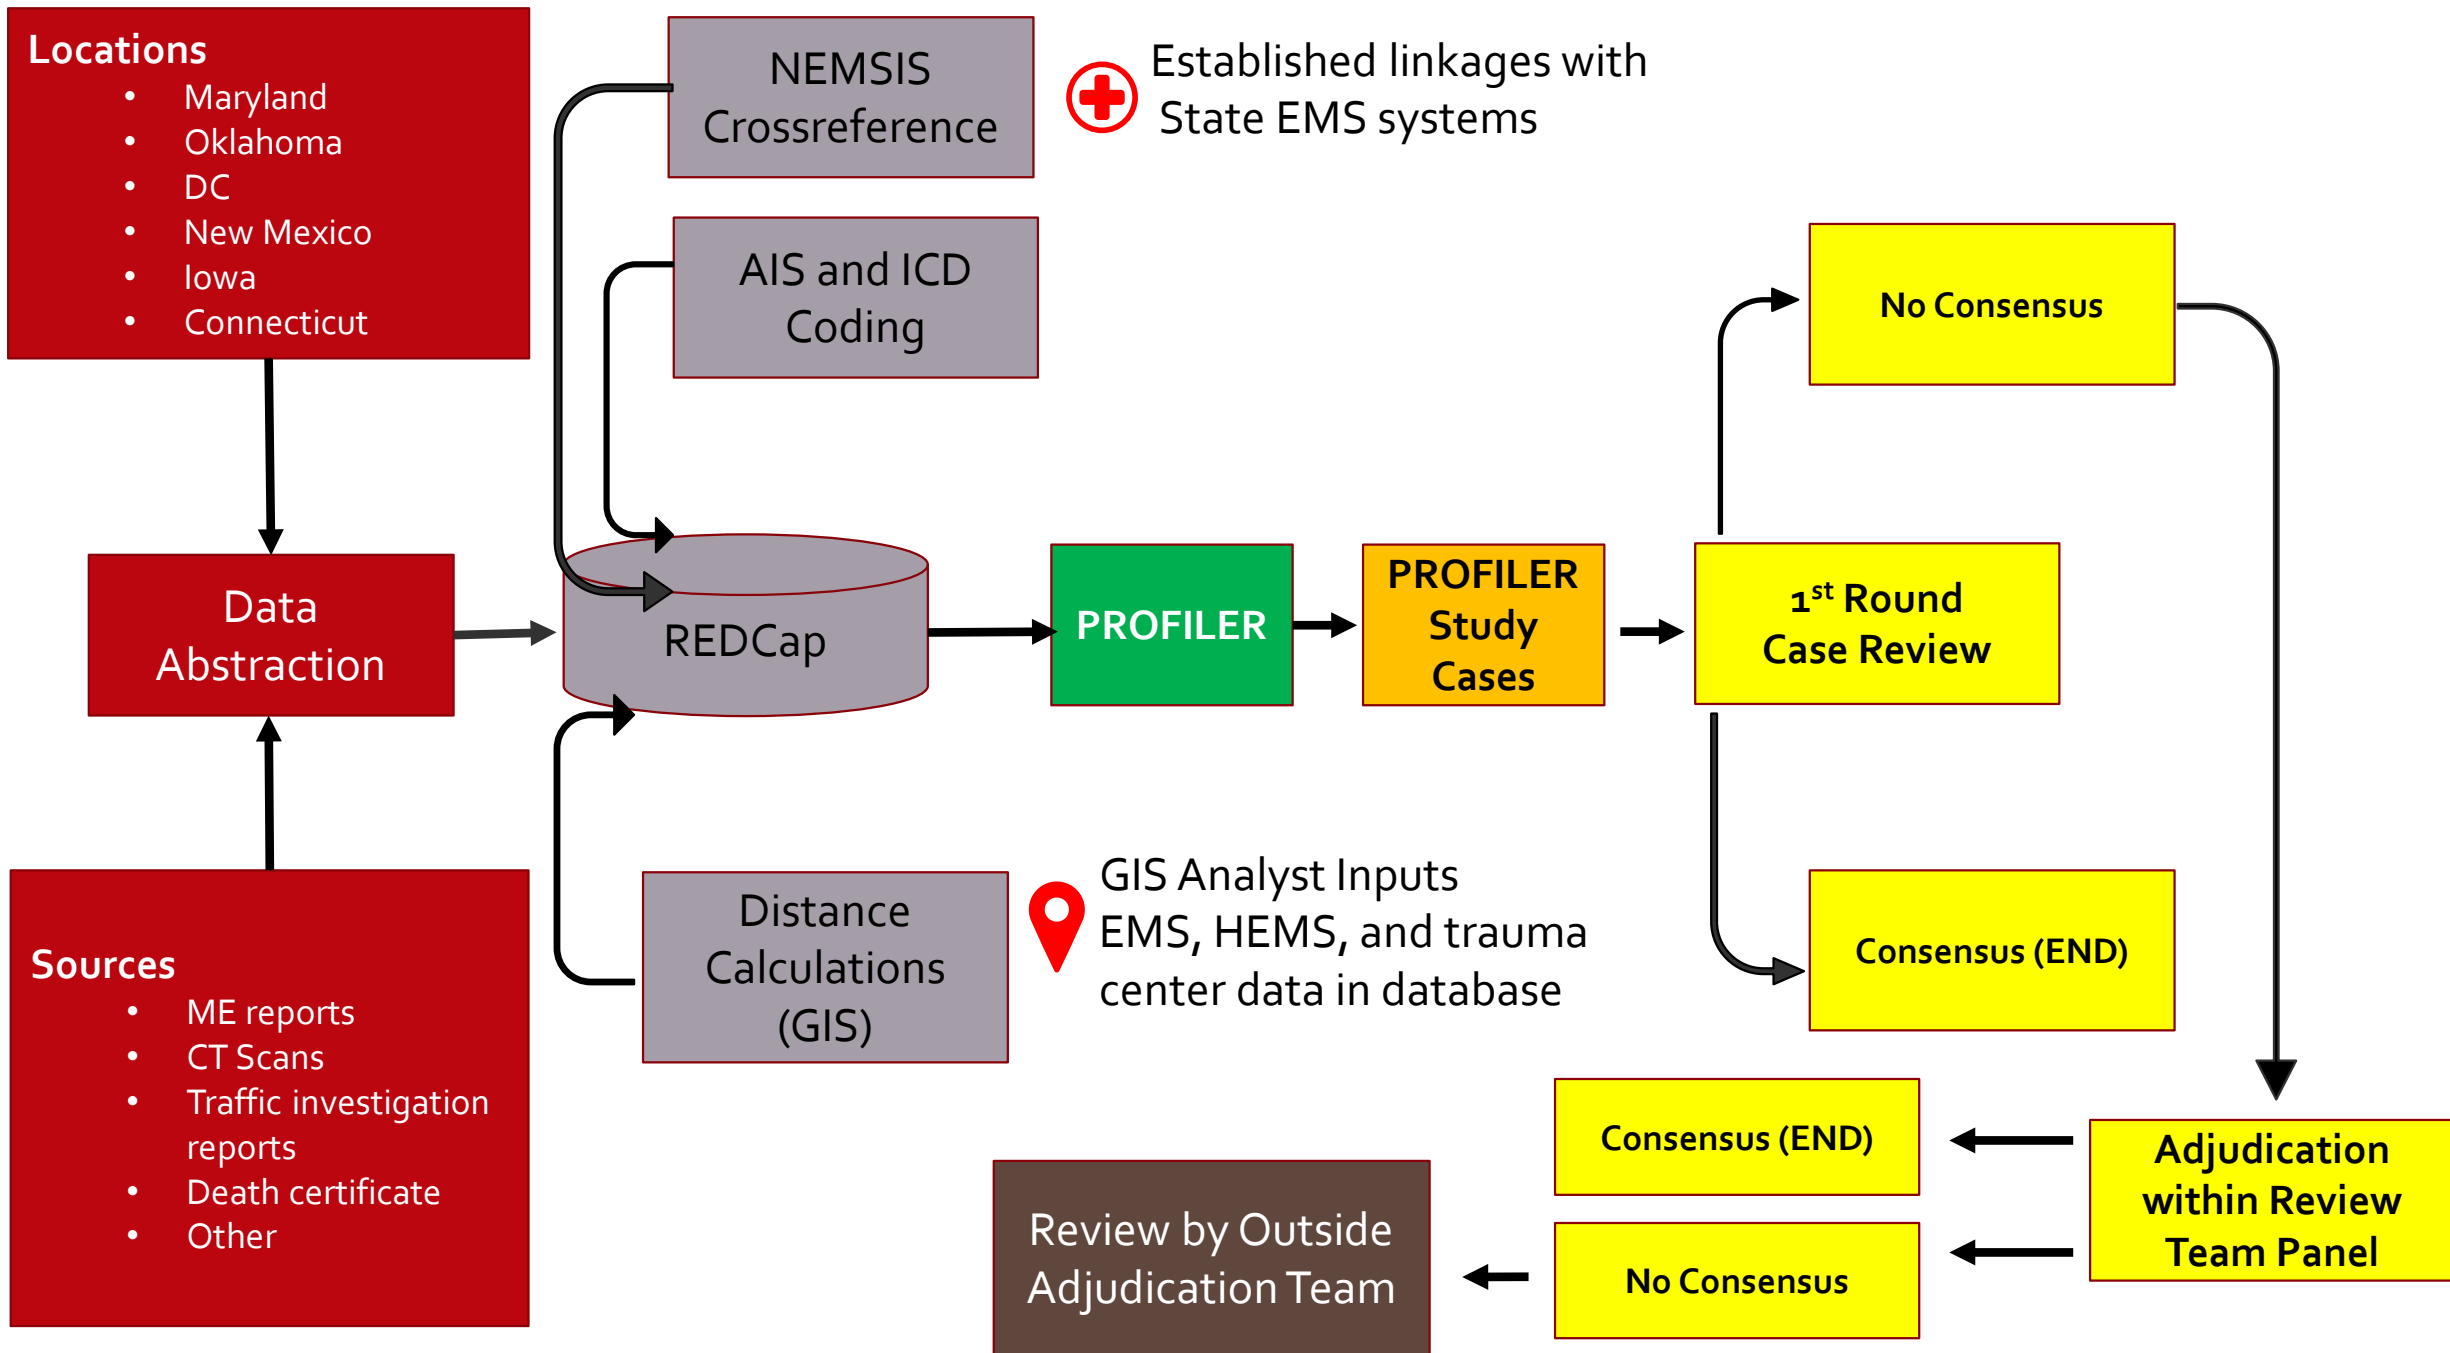 Locations
• Maryland
• Oklahoma
• DC
• New Mexico
• Iowa
• Connecticut
NEMSIS
Crossreference
Established linkages with
State EMS systems
AIS and ICD
Coding
No Consensus
Data
Abstraction
REDCap
PROFILER
PROFILER
Study
Cases
1st Round
Case Review
Sources
• ME reports
• CT Scans
• Traffic investigation
reports
• Death certificate
• Other
Distance
Calculations
(GIS)
GIS Analyst Inputs
EMS, HEMS, and trauma
center data in database
Consensus (END)
Adjudication
within Review
Team Panel
Consensus (END)
No Consensus
Review by Outside
Adjudication Team